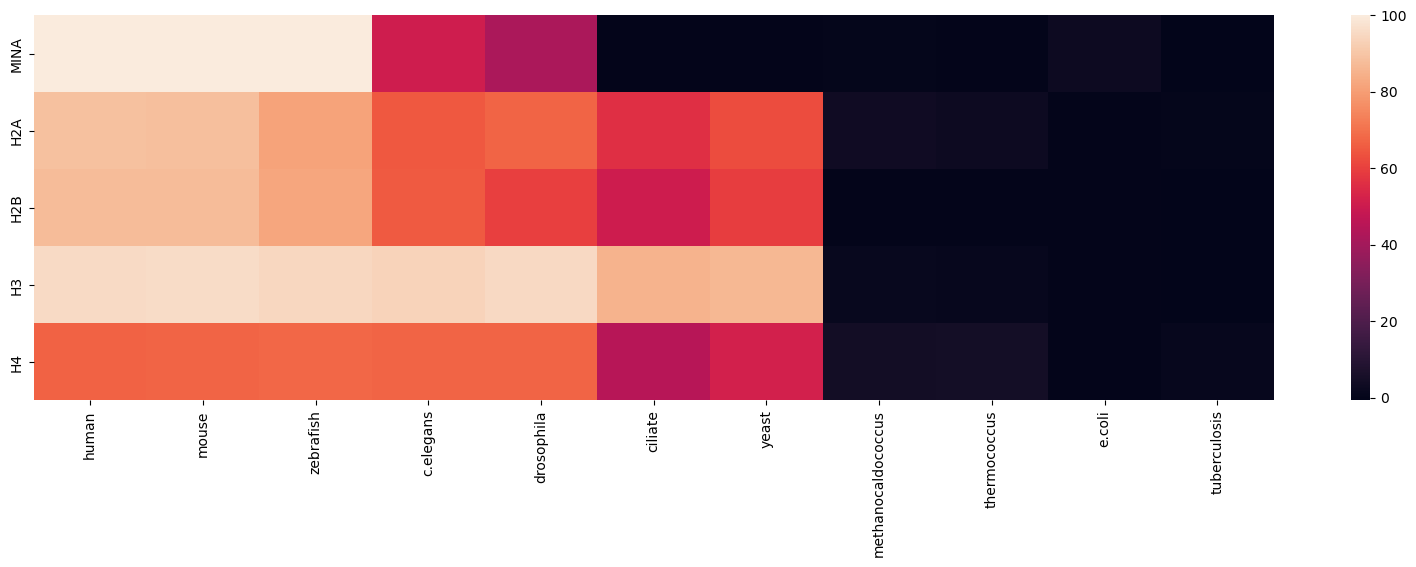 MINA
H2A
H2B
H3
H4
human
mouse
zebrafish
c.elegans
drosophila
ciliate
yeast
methanocaldococcus
thermococcus
e.coli
tuberculosis
100
80
60
40
20
0